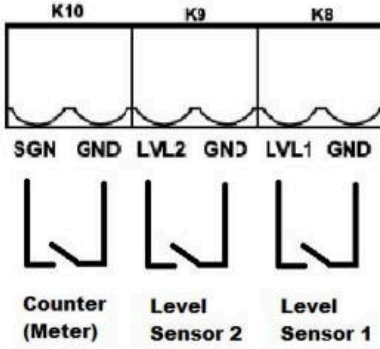 K10 K9 K8
SGN GND LVL2 GND LVL1 GND
Counter Level Level
(Meter) Sensor 2 Sensor 1